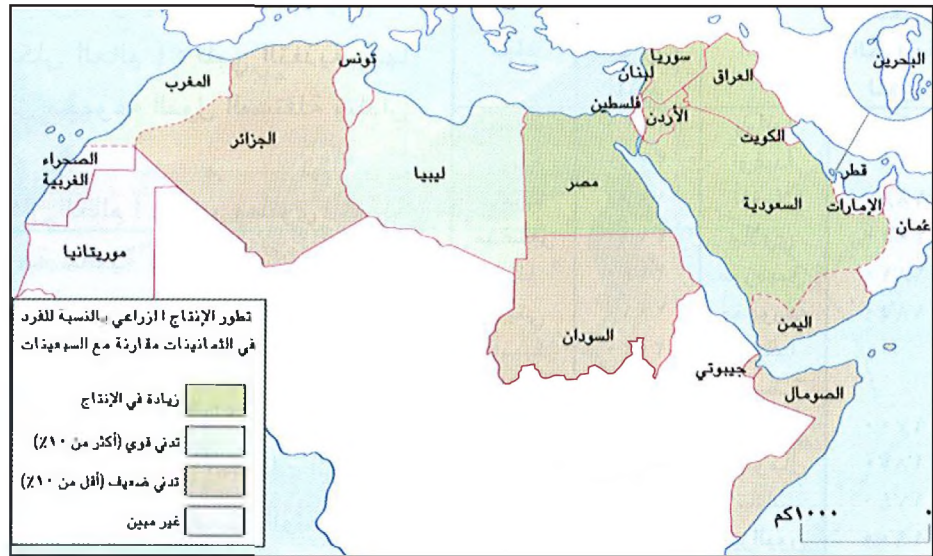 البحرين
سوريا
تونس
العراق
لبنان
المغرب
فلسطين
الأردن
الجزائر
الكويت
الصحراء
الغربية
قطر
ليبيا
مصر
السعودية
الإمارات
عُمان
موريتانيا
اليمن
السودان
جيبوتي
الصومال
تطور الإنتاج الزراعي بالنسبة للفرد
في الثمانينات مقارنة مع السبعينات
زيادة في الإنتاج
تدني قوي (أكثر من ١٠٪)
تدني ضعيف (أقل من ١٠٪)
غير مبين
٠ ١٠٠٠كم